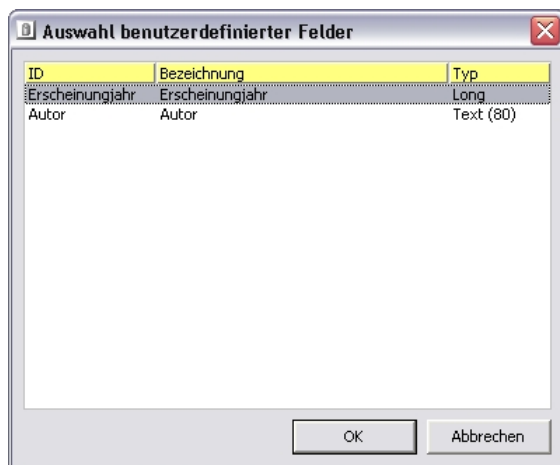 Auswahl benutzerdefinierter Felder
ID Bezeichnung Typ
Erscheinungjahr Erscheinungjahr Long
Autor Autor Text (80)
OK Abbrechen